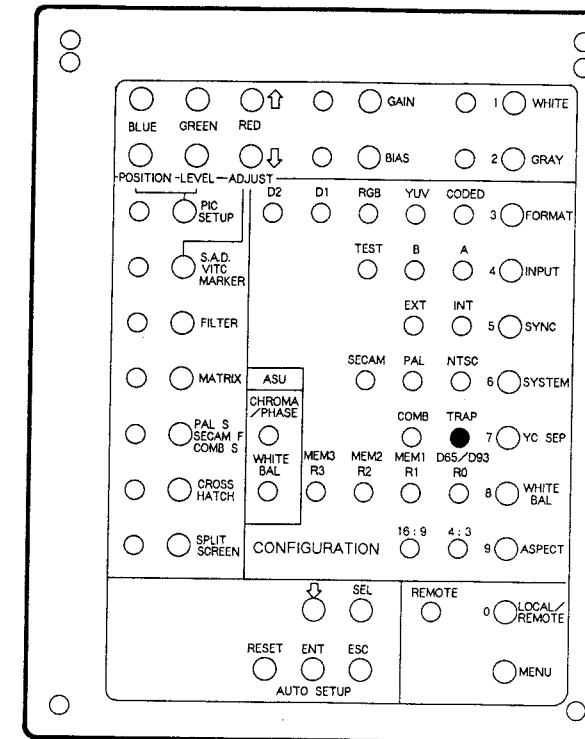 GAIN 1 WHITE
BLUE GREEN RED
BIAS 2 GRAY
POSITION -LEVEL- ADJUST
D2 D1 RGB YUV CODED
PIC
SETUP
3 FORMAT
TEST B A
S.A.D.
VITC
MARKER
4 INPUT
EXT INT
FILTER 5 SYNC
SECAM PAL NTSC
MATRIX ASU 6 SYSTEM
CHROMA
/PHASE
COMB TRAP
PAL S
SECAM F
COMB S
7 YC SEP
WHITE
BAL
MEM3 MEM2 MEM1 D65/D93
R3 R2 R1 R0
CROSS
HATCH
8 WHITE
BAL
16:9 4:3
SPLIT
SCREEN
CONFIGURATION 9 ASPECT
SEL REMOTE
0 LOCAL/
REMOTE
RESET ENT ESC
MENU
AUTO SETUP